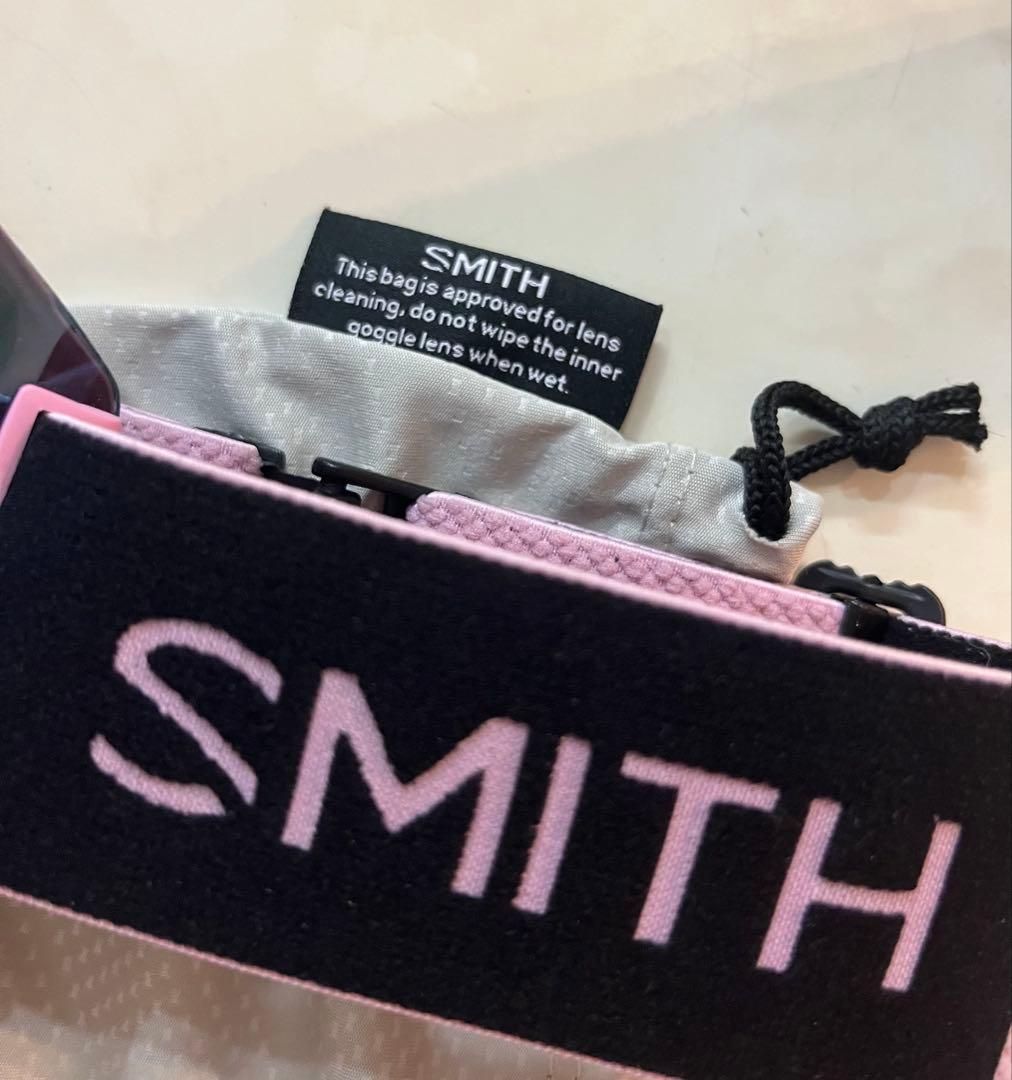 SMITH
This bag is approved for lens
cleaning, do not wipe the inner
goggle lens when wet.
SMITH